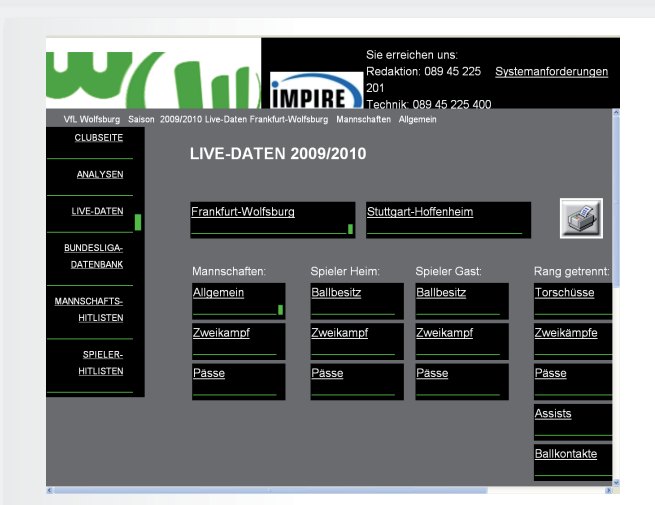 Sie erreichen uns:
Redaktion: 089 45 225
201
Technik: 089 45 225 400
Systemanforderungen
IMPIRE
VfL Wolfsburg Saison 2009/2010 Live-Daten Frankfurt-Wolfsburg Mannschaften Allgemein
CLUBSEITE
ANALYSEN
LIVE-DATEN
BUNDESLIGA-
DATENBANK
MANNSCHAFTS-
HITLISTEN
SPIELER-
HITLISTEN
LIVE-DATEN 2009/2010
Frankfurt-Wolfsburg Stuttgart-Hoffenheim
Mannschaften: Spieler Heim: Spieler Gast: Rang getrennt:
Allgemein Ballbesitz Ballbesitz Torschüsse
Zweikampf Zweikampf Zweikampf Zweikämpfe
Pässe Pässe Pässe Pässe
Assists
Ballkontakte